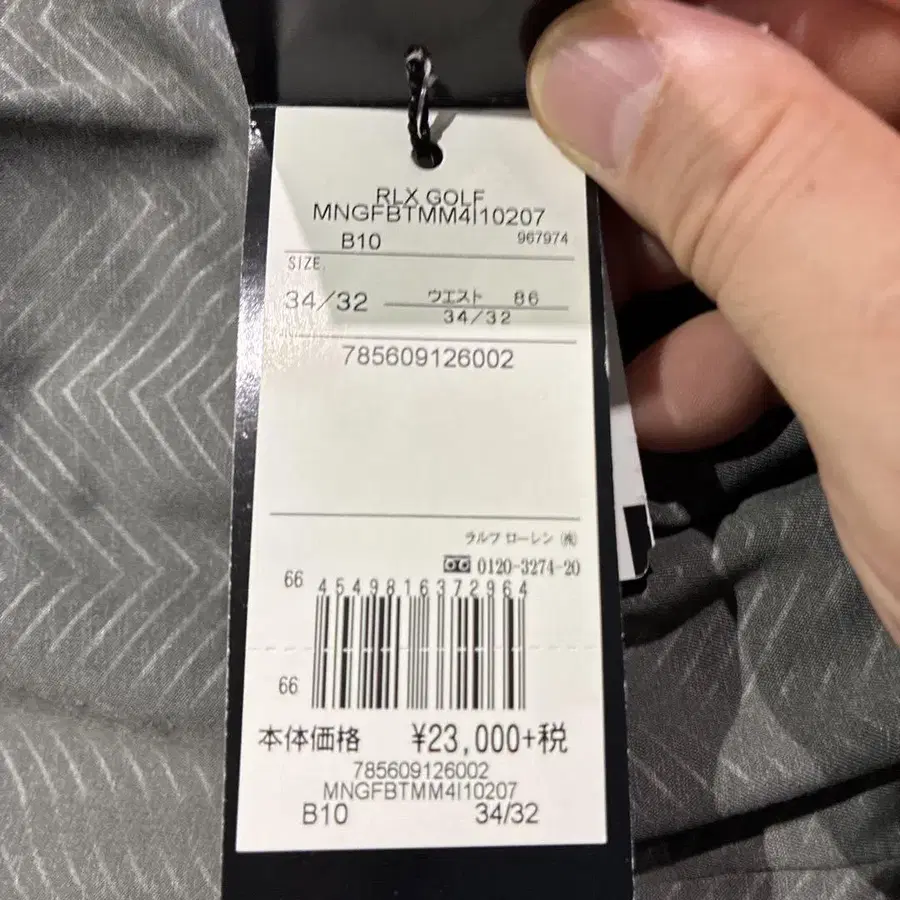 RLX GOLF
MNGFBTMM4I10207
B10 967974
SIZE
34/32 ウエスト 86
34/32
785609126002
ラルフ ローレン ㈱
0120-3274-20
66 4549816372964
66
本体価格 ¥23,000+税
785609126002
MNGFBTMM4I10207
B10 34/32